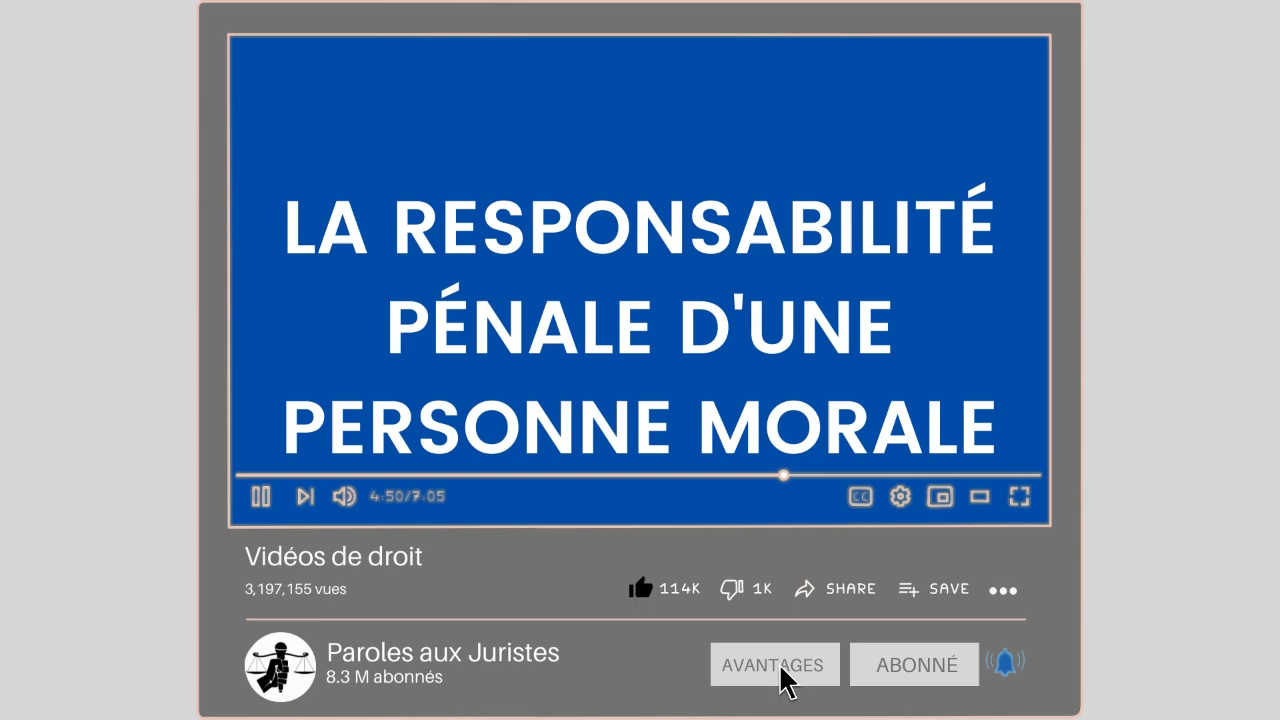 LA RESPONSABILITÉ
PÉNALE D'UNE
PERSONNE MORALE
4:50/7:05
CC
Vidéos de droit
3,197,155 vues
114K 1K SHARE SAVE
Paroles aux Juristes
8.3 M abonnés
AVANTAGES
ABONNÉ